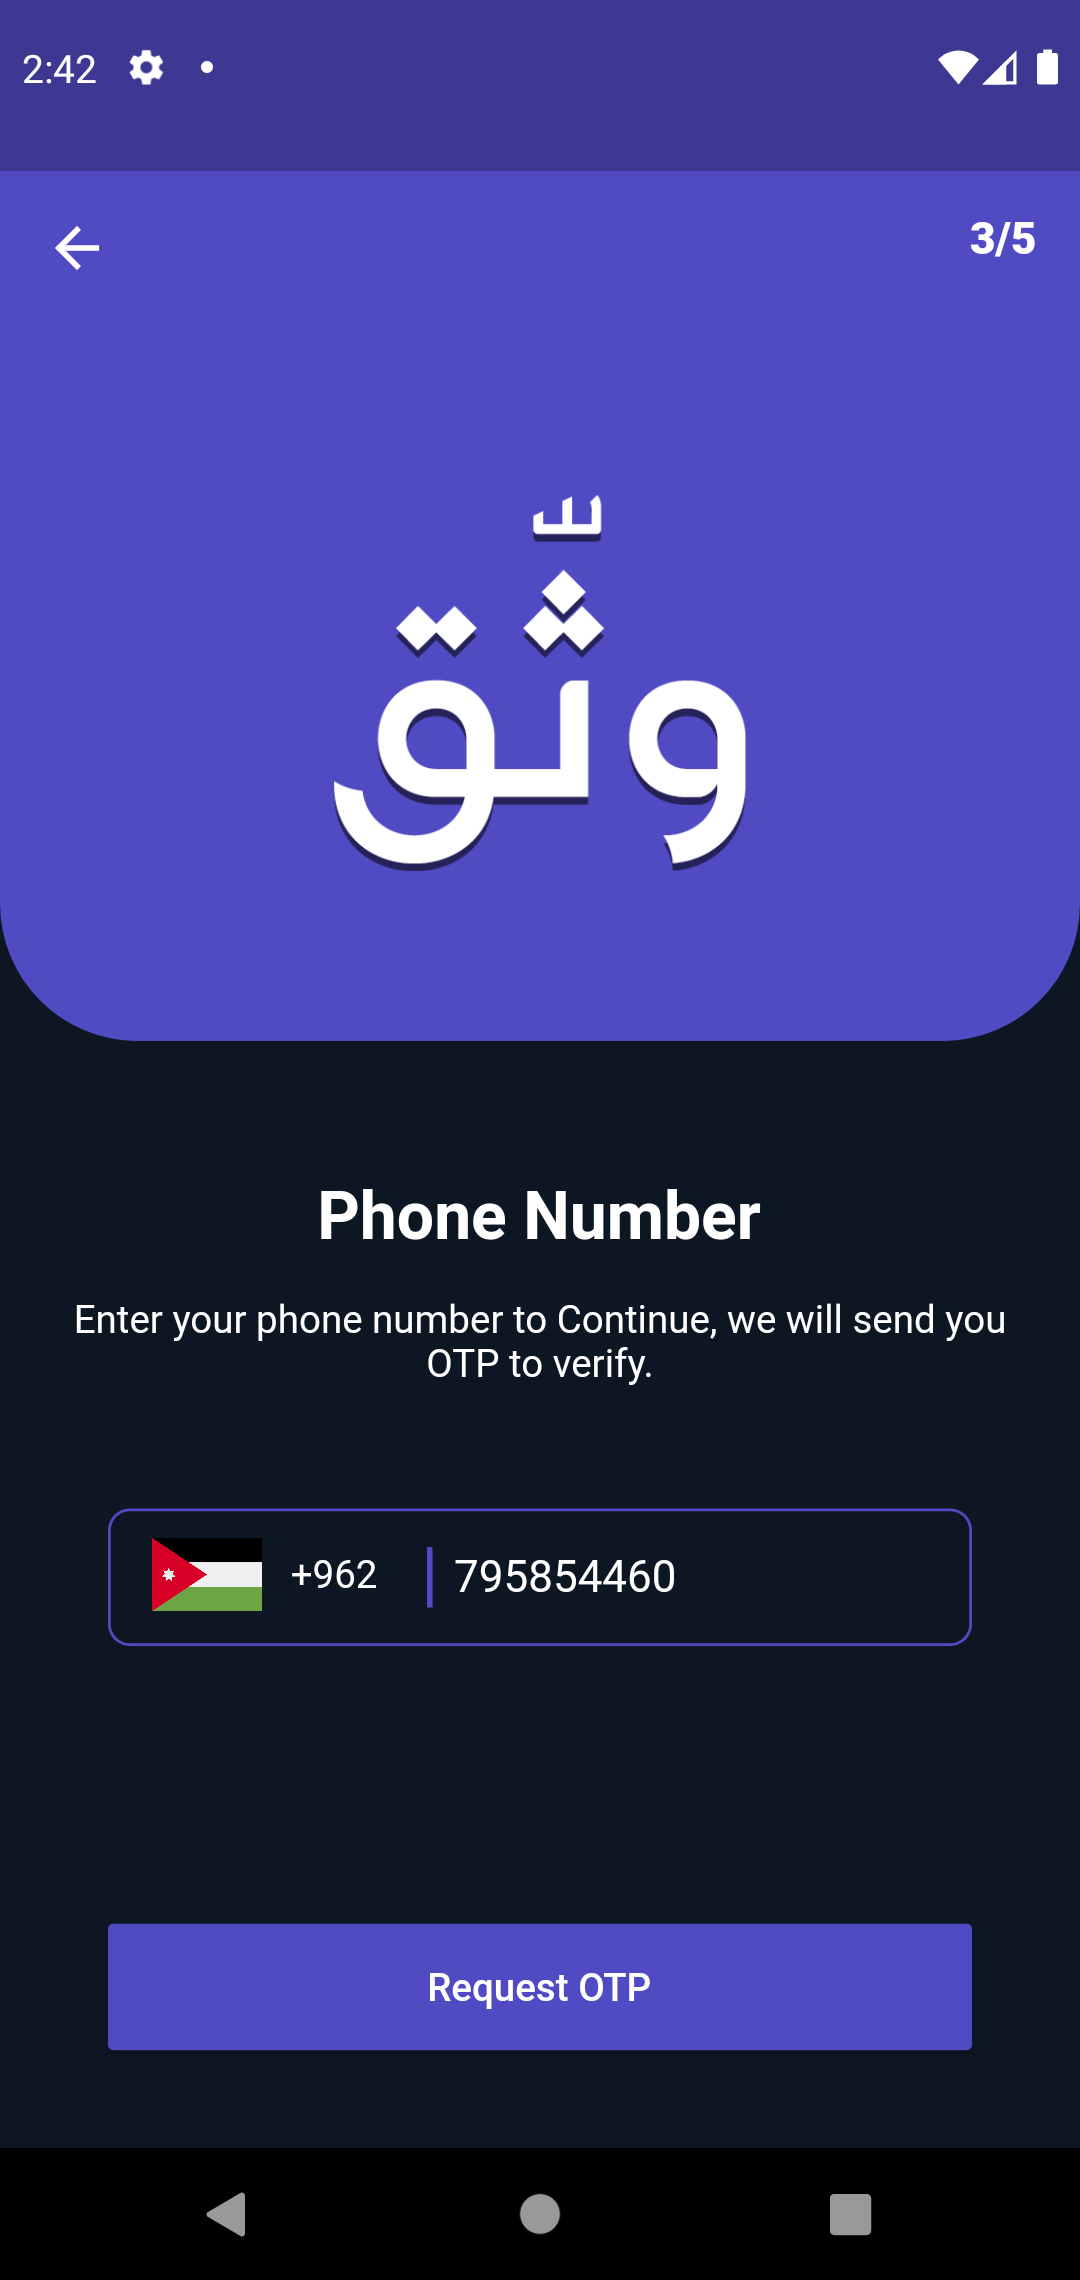 2:42
3/5
وثّق
Phone Number
Enter your phone number to Continue, we will send you
OTP to verify.
+962 795854460
Request OTP